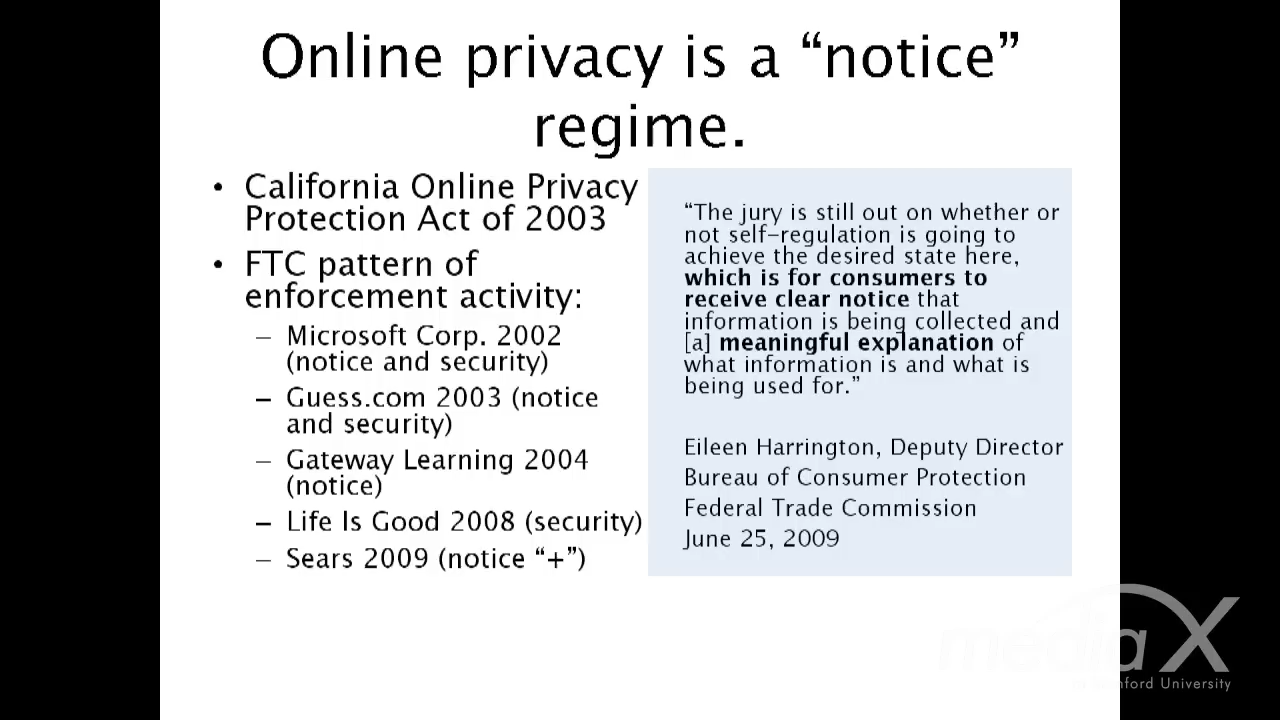 Online privacy is a “notice”
regime.
• California Online Privacy
Protection Act of 2003
• FTC pattern of
enforcement activity:
– Microsoft Corp. 2002
(notice and security)
– Guess.com 2003 (notice
and security)
– Gateway Learning 2004
(notice)
– Life Is Good 2008 (security)
– Sears 2009 (notice “+”)
“The jury is still out on whether or
not self-regulation is going to
achieve the desired state here,
which is for consumers to
receive clear notice that
information is being collected and
[a] meaningful explanation of
what information is and what is
being used for.”
Eileen Harrington, Deputy Director
Bureau of Consumer Protection
Federal Trade Commission
June 25, 2009
media X
at Stanford University